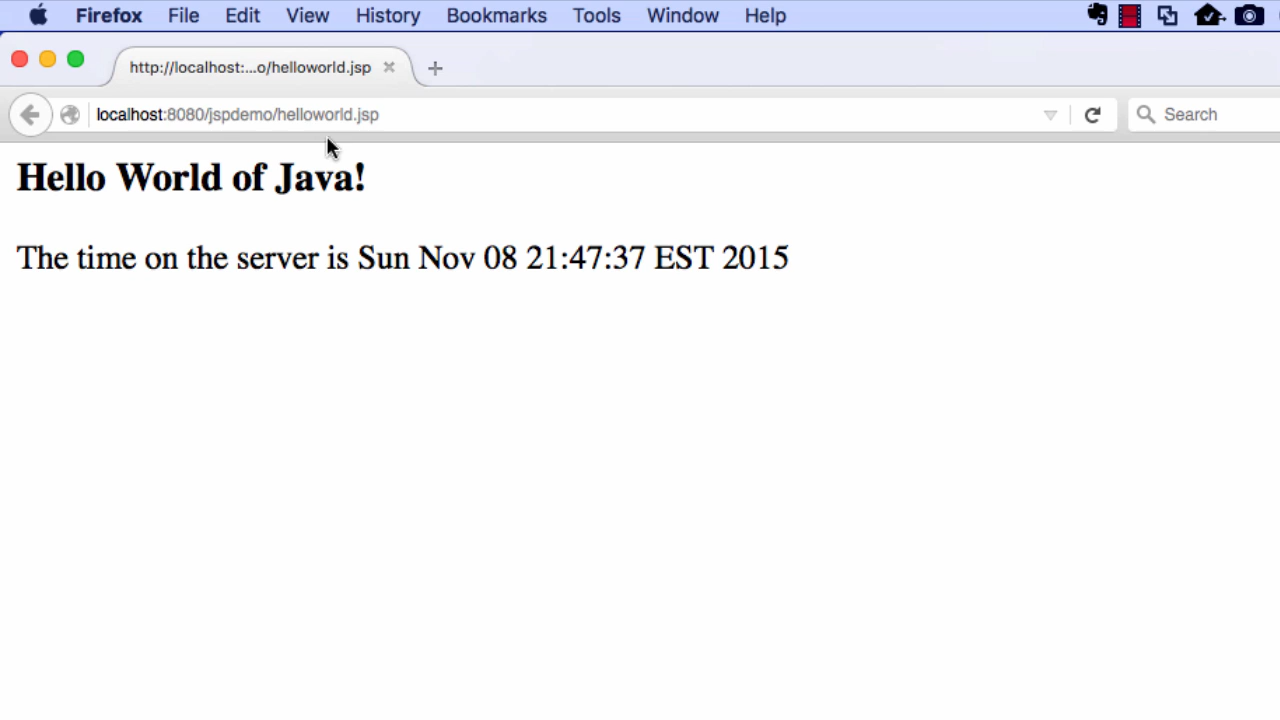 Firefox File Edit View History Bookmarks Tools Window Help
http://localhost:...o/helloworld.jsp
localhost:8080/jspdemo/helloworld.jsp Search
Hello World of Java!
The time on the server is Sun Nov 08 21:47:37 EST 2015